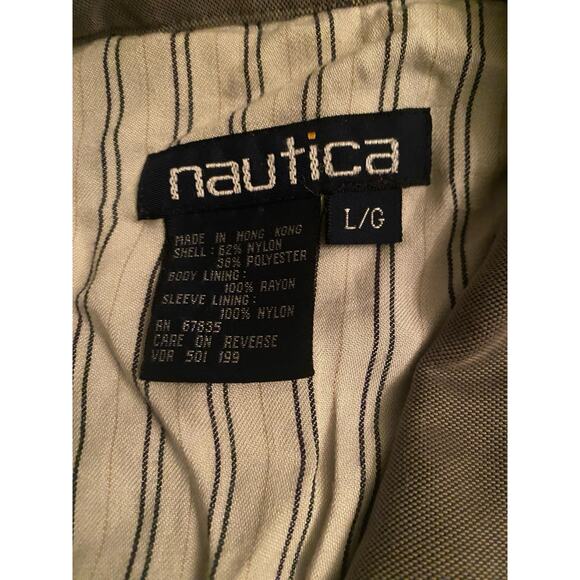 nautica
L/G
MADE IN HONG KONG
SHELL: 62% NYLON
38% POLYESTER
BODY LINING:
100% RAYON
SLEEVE LINING:
100% NYLON
RN 67835
CARE ON REVERSE
VDR 501 199